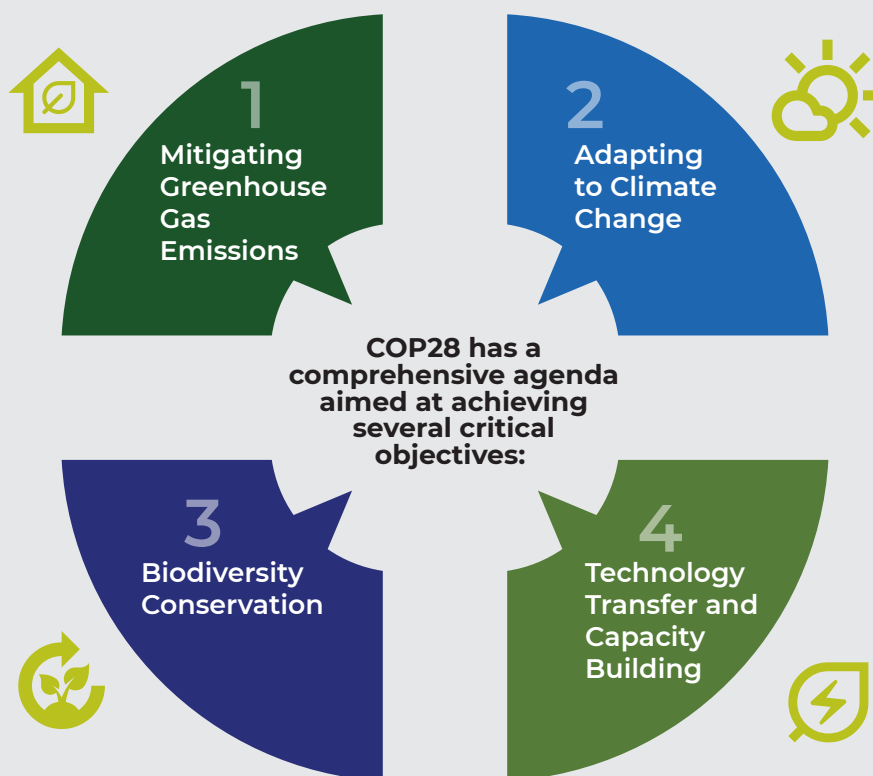 1
Mitigating
Greenhouse
Gas
Emissions
2
Adapting
to Climate
Change
COP28 has a
comprehensive agenda
aimed at achieving
several critical
objectives:
3
Biodiversity
Conservation
4
Technology
Transfer and
Capacity
Building